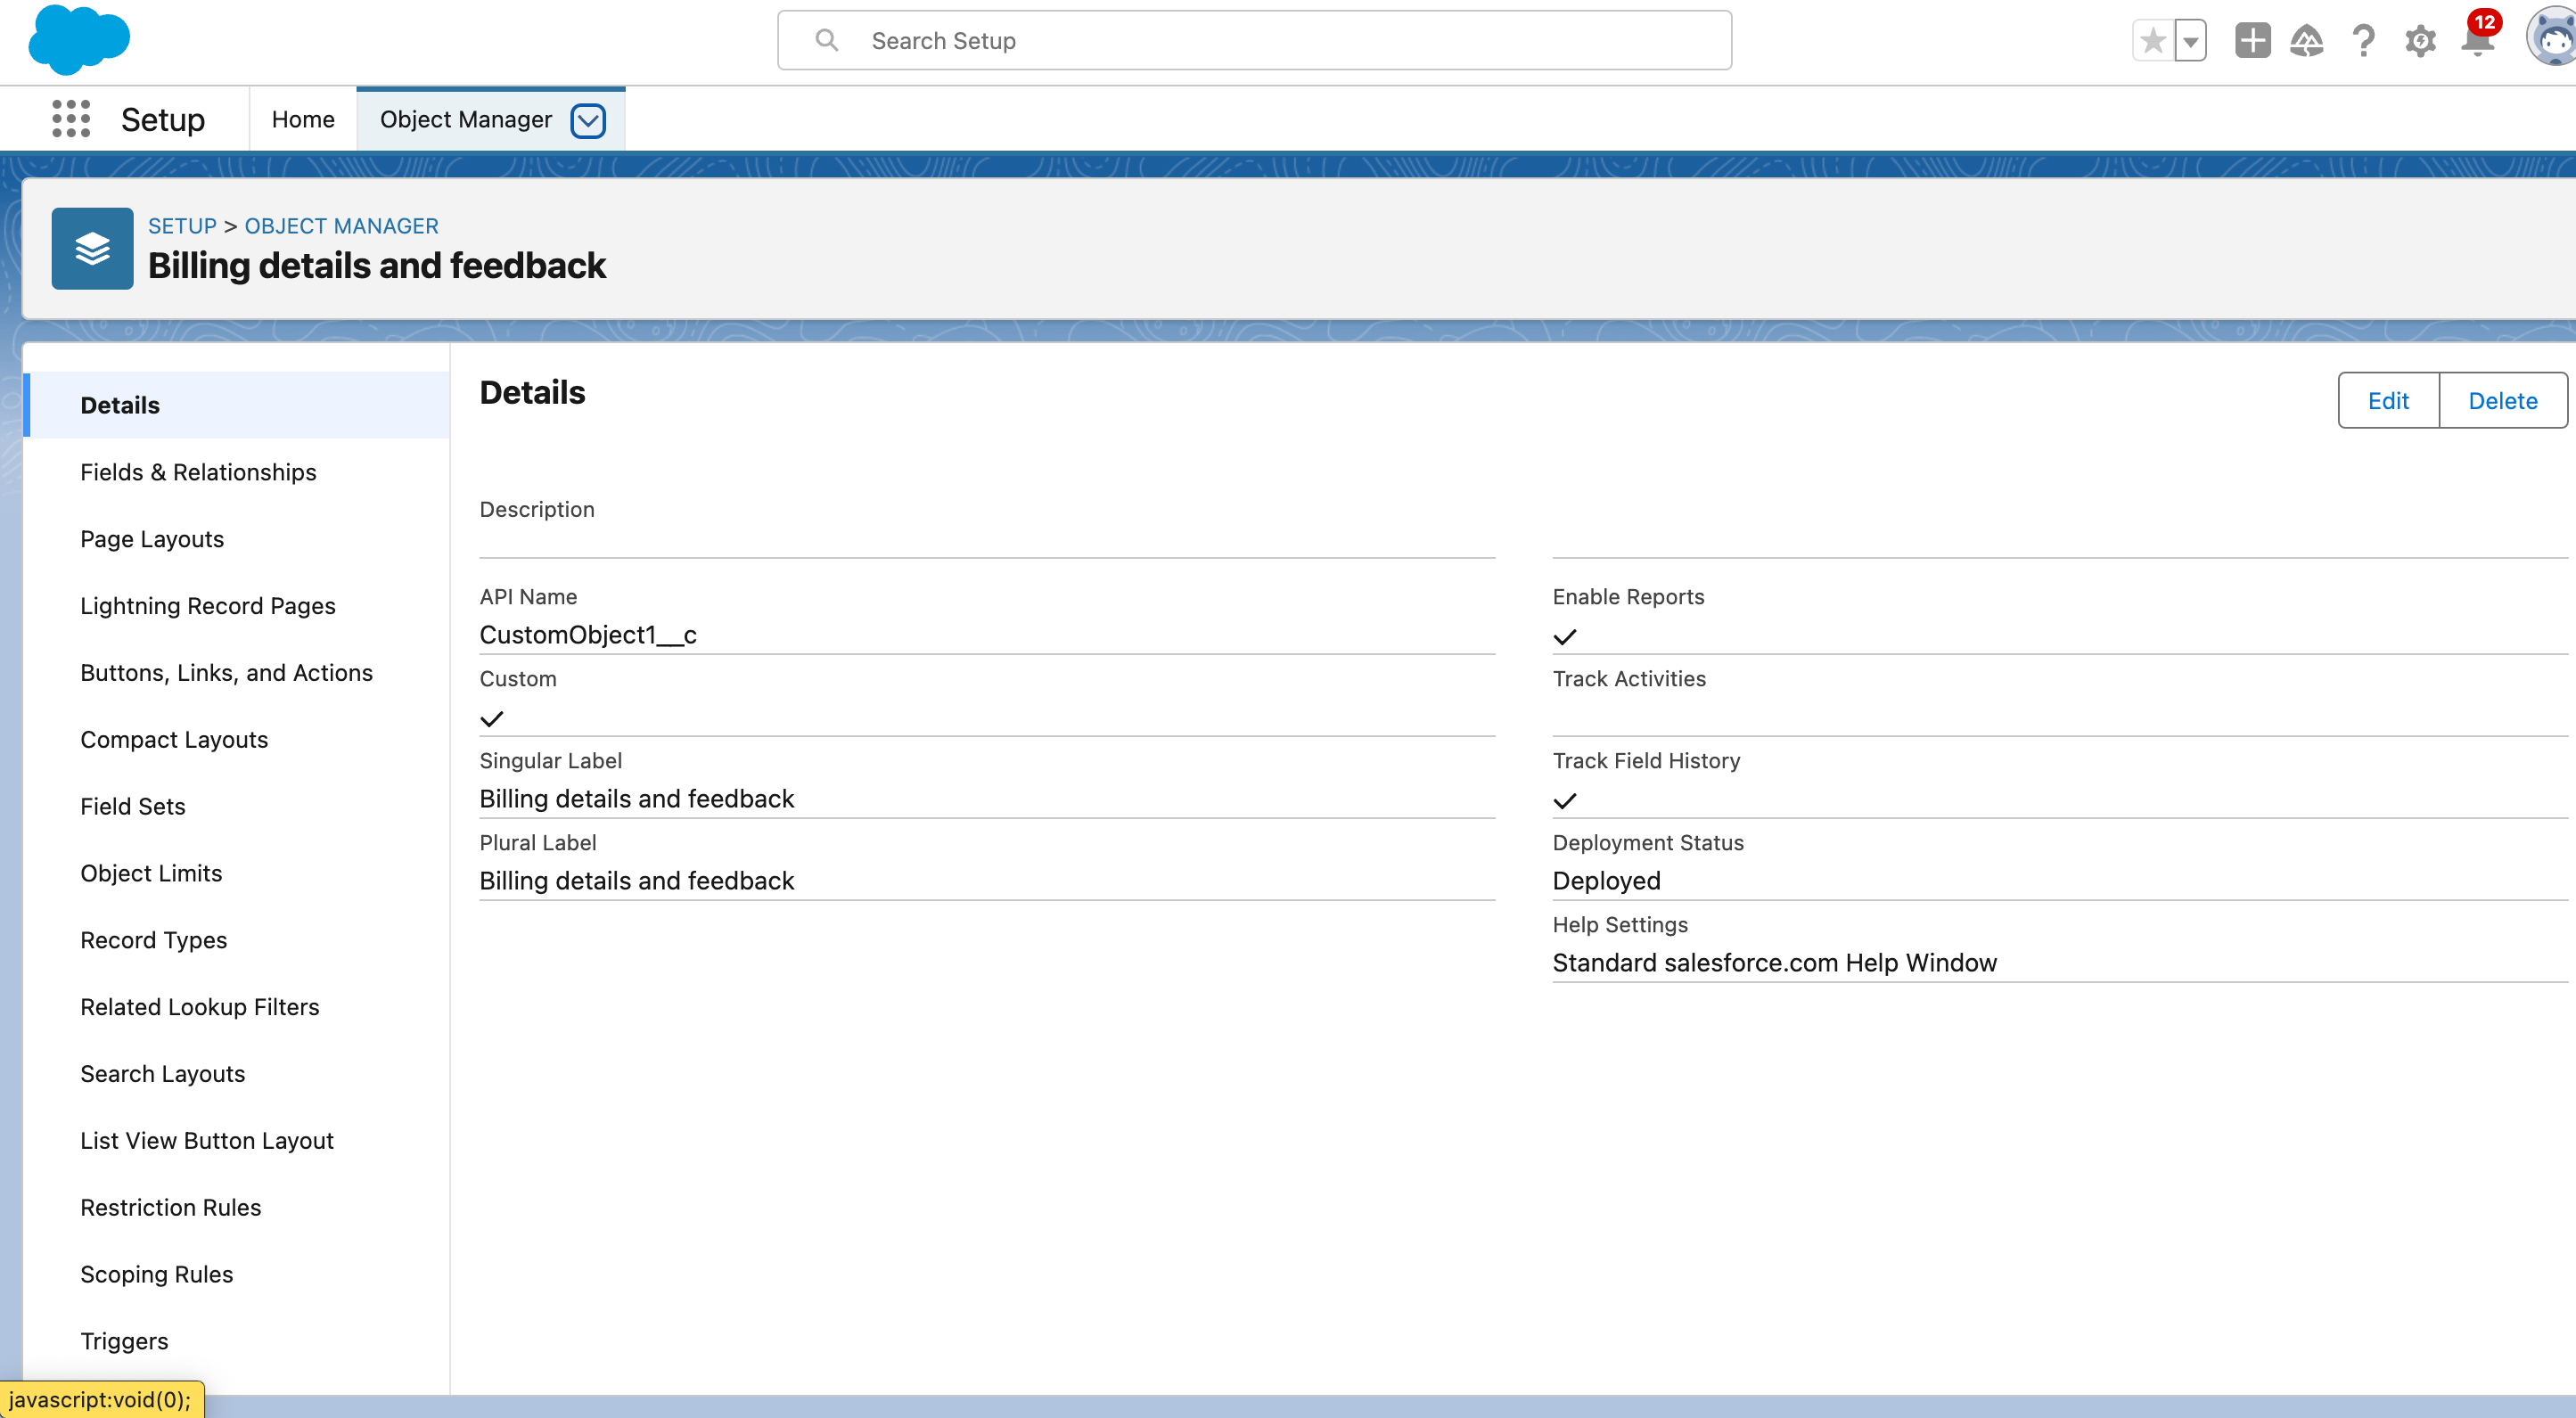 Search Setup
12
Setup
Home
Object Manager
SETUP > OBJECT MANAGER
Billing details and feedback
Details
Fields & Relationships
Page Layouts
Lightning Record Pages
Buttons, Links, and Actions
Compact Layouts
Field Sets
Object Limits
Record Types
Related Lookup Filters
Search Layouts
List View Button Layout
Restriction Rules
Scoping Rules
Triggers
Details
Edit
Delete
Description
API Name
CustomObject1__c
Custom
Singular Label
Billing details and feedback
Plural Label
Billing details and feedback
Enable Reports
Track Activities
Track Field History
Deployment Status
Deployed
Help Settings
Standard salesforce.com Help Window
javascript:void(0);